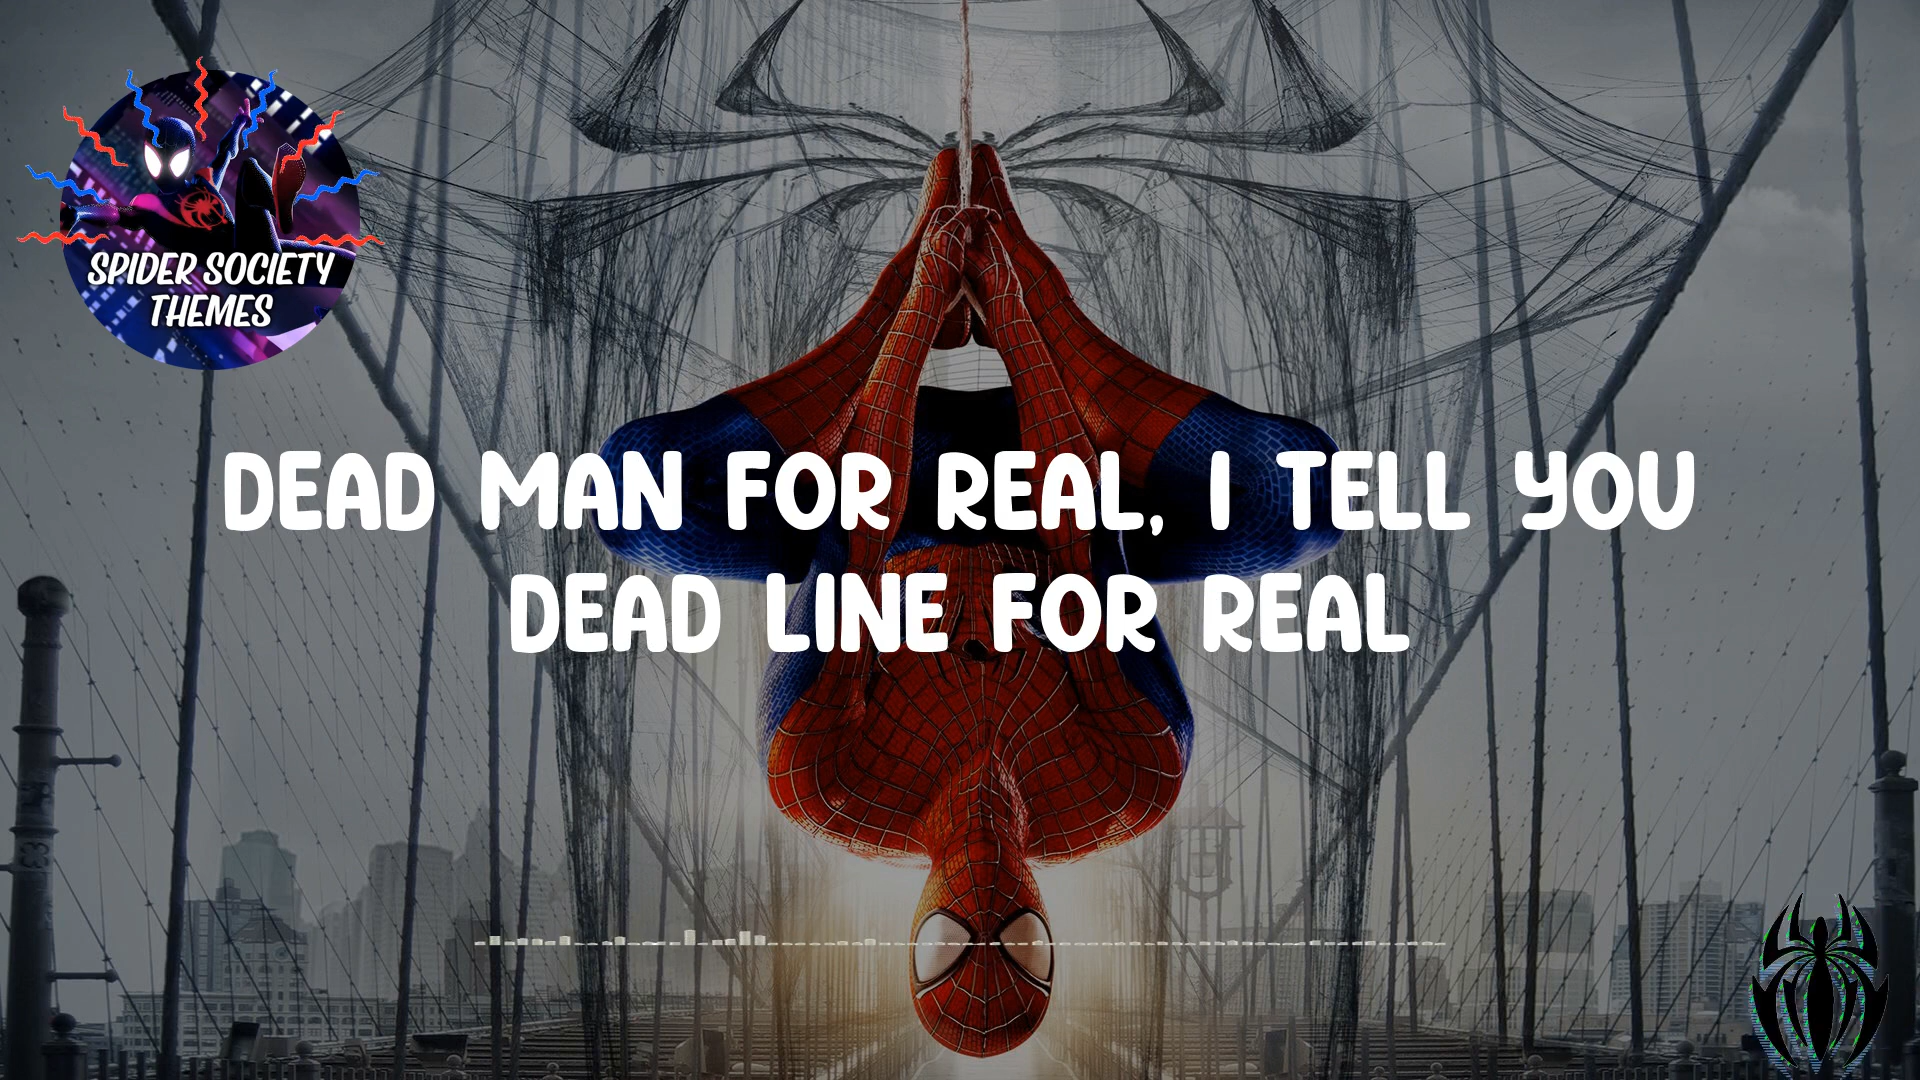 SPIDER SOCIETY
THEMES
DEAD MAN FOR REAL, I TELL YOU
DEAD LINE FOR REAL